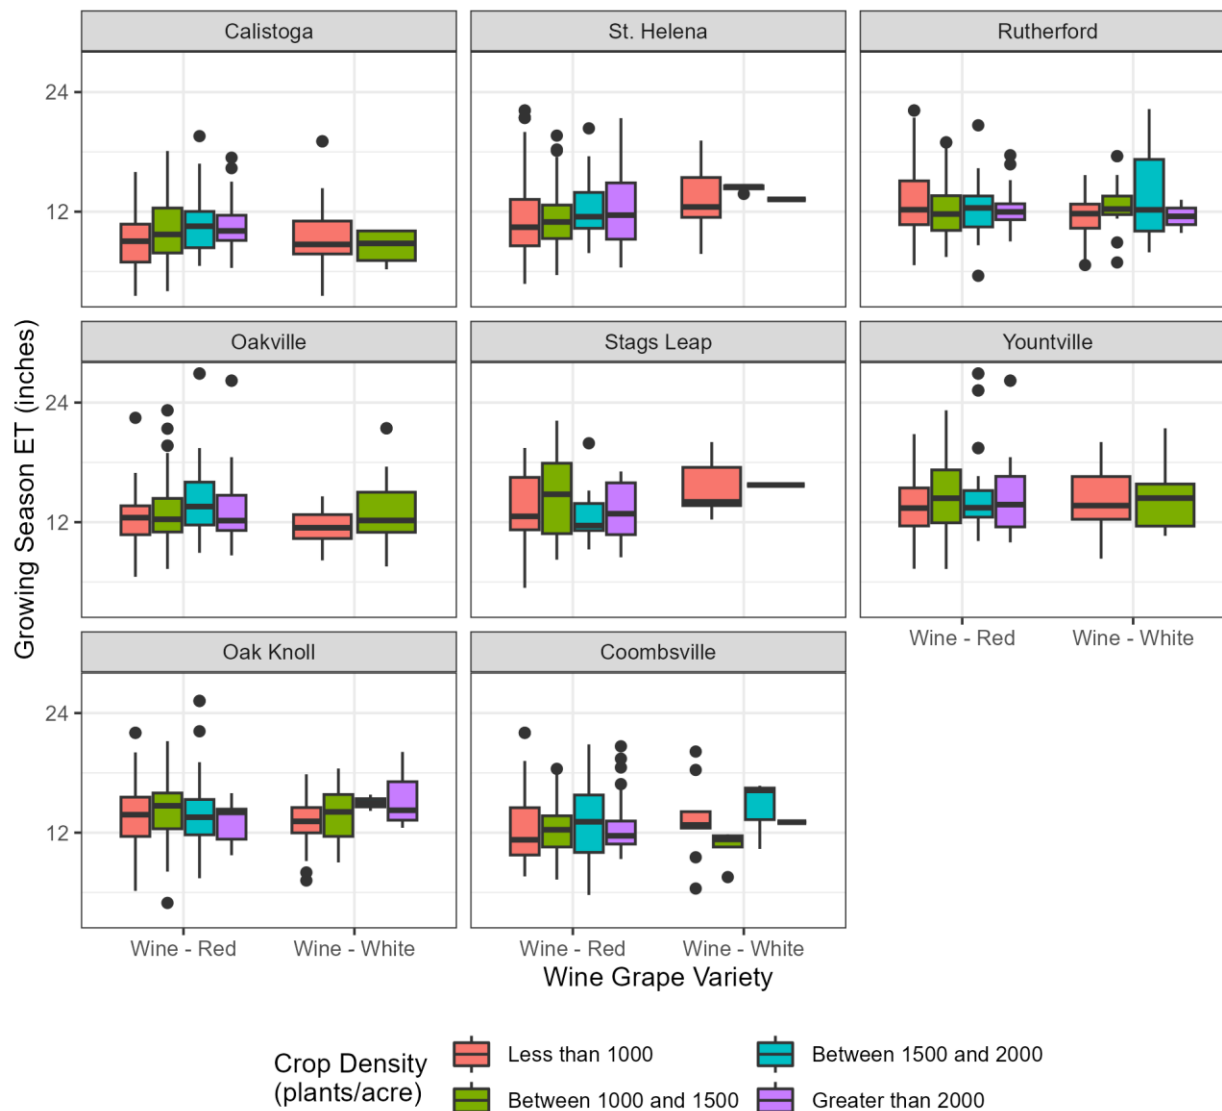 Calistoga
St. Helena
Rutherford
24
12
Oakville
Stags Leap
Yountville
24
12
Growing Season ET (inches)
Wine - Red
Wine - White
Oak Knoll
Coombsville
24
12
Wine - Red
Wine - White
Wine - Red
Wine - White
Wine Grape Variety
Crop Density
(plants/acre)
Less than 1000
Between 1000 and 1500
Between 1500 and 2000
Greater than 2000